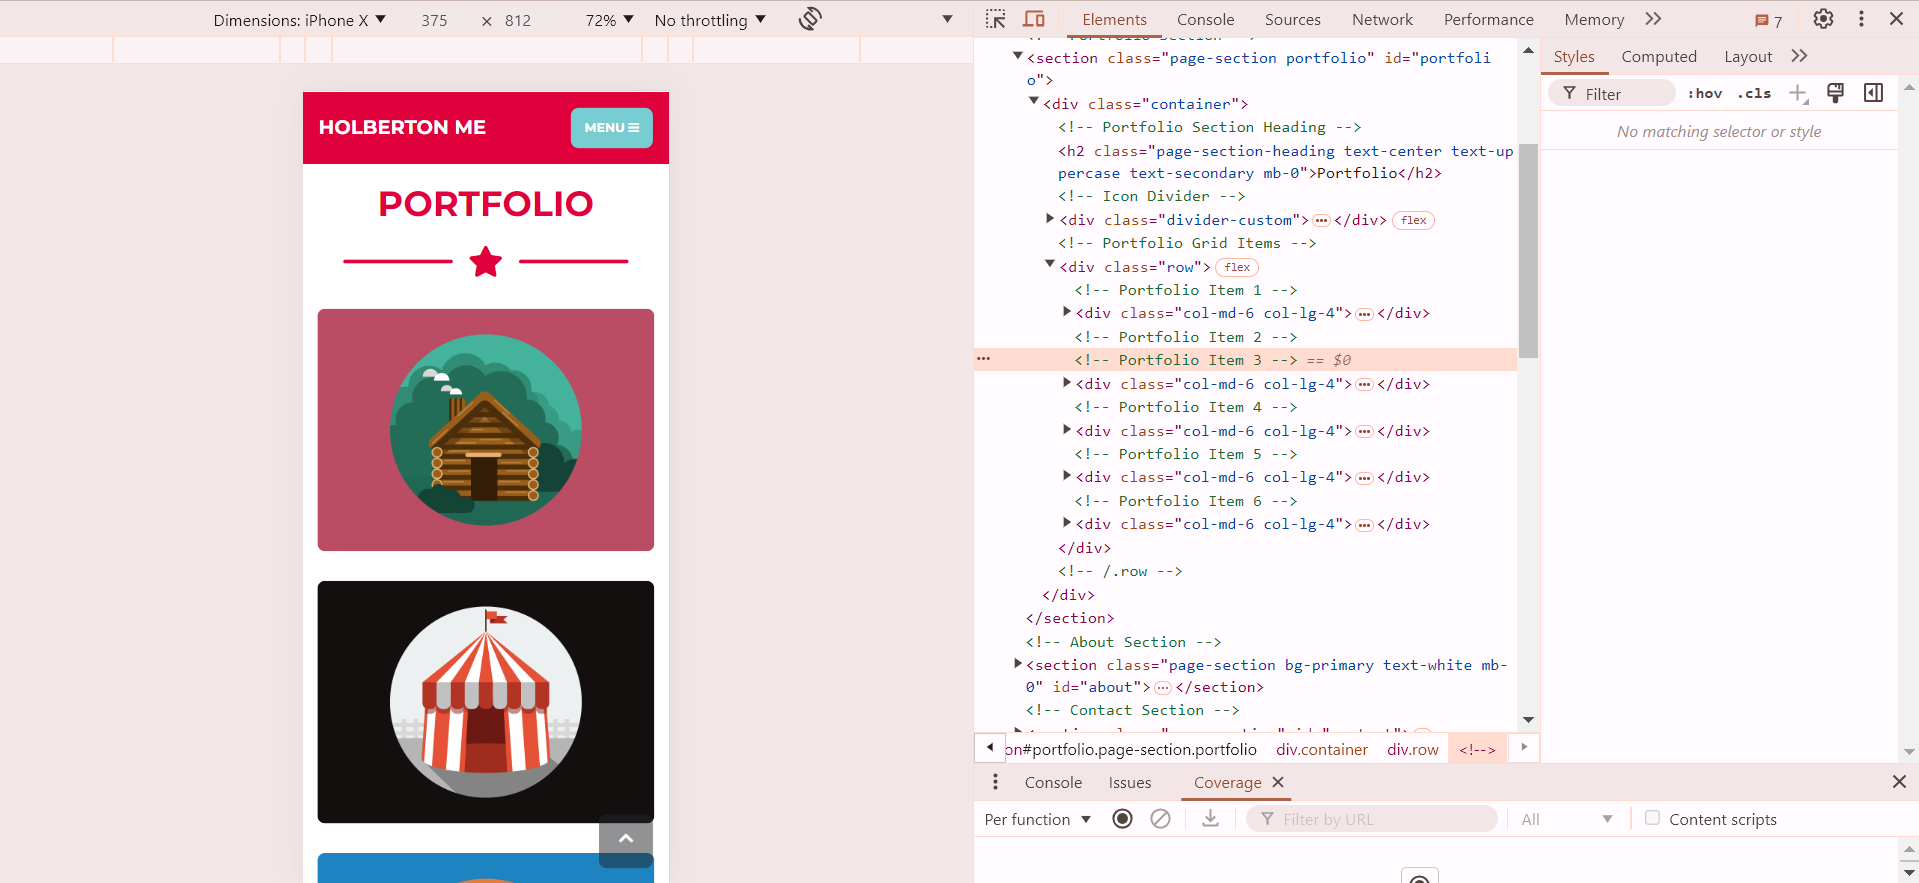 Dimensions: iPhone X ▼ 375 × 812 72% ▼ No throttling ▼
HOLBERTON ME
MENU
PORTFOLIO
Elements Console Sources Network Performance Memory 7
<section class="page-section portfolio" id="portfoli
o">
<div class="container">
<!-- Portfolio Section Heading -->
<h2 class="page-section-heading text-center text-up
percase text-secondary mb-0">Portfolio</h2>
<!-- Icon Divider -->
<div class="divider-custom">…</div> flex
<!-- Portfolio Grid Items -->
<div class="row"> flex
<!-- Portfolio Item 1 -->
<div class="col-md-6 col-lg-4">…</div>
<!-- Portfolio Item 2 -->
<!-- Portfolio Item 3 --> == $0
<div class="col-md-6 col-lg-4">…</div>
<!-- Portfolio Item 4 -->
<div class="col-md-6 col-lg-4">…</div>
<!-- Portfolio Item 5 -->
<div class="col-md-6 col-lg-4">…</div>
<!-- Portfolio Item 6 -->
<div class="col-md-6 col-lg-4">…</div>
</div>
<!-- /.row -->
</div>
</section>
<!-- About Section -->
<section class="page-section bg-primary text-white mb-
0" id="about">…</section>
<!-- Contact Section -->
on#portfolio.page-section.portfolio div.container div.row <!-->
Styles Computed Layout
Filter :hov .cls
No matching selector or style
Console Issues Coverage
Per function ▼ Filter by URL All ▼ Content scripts